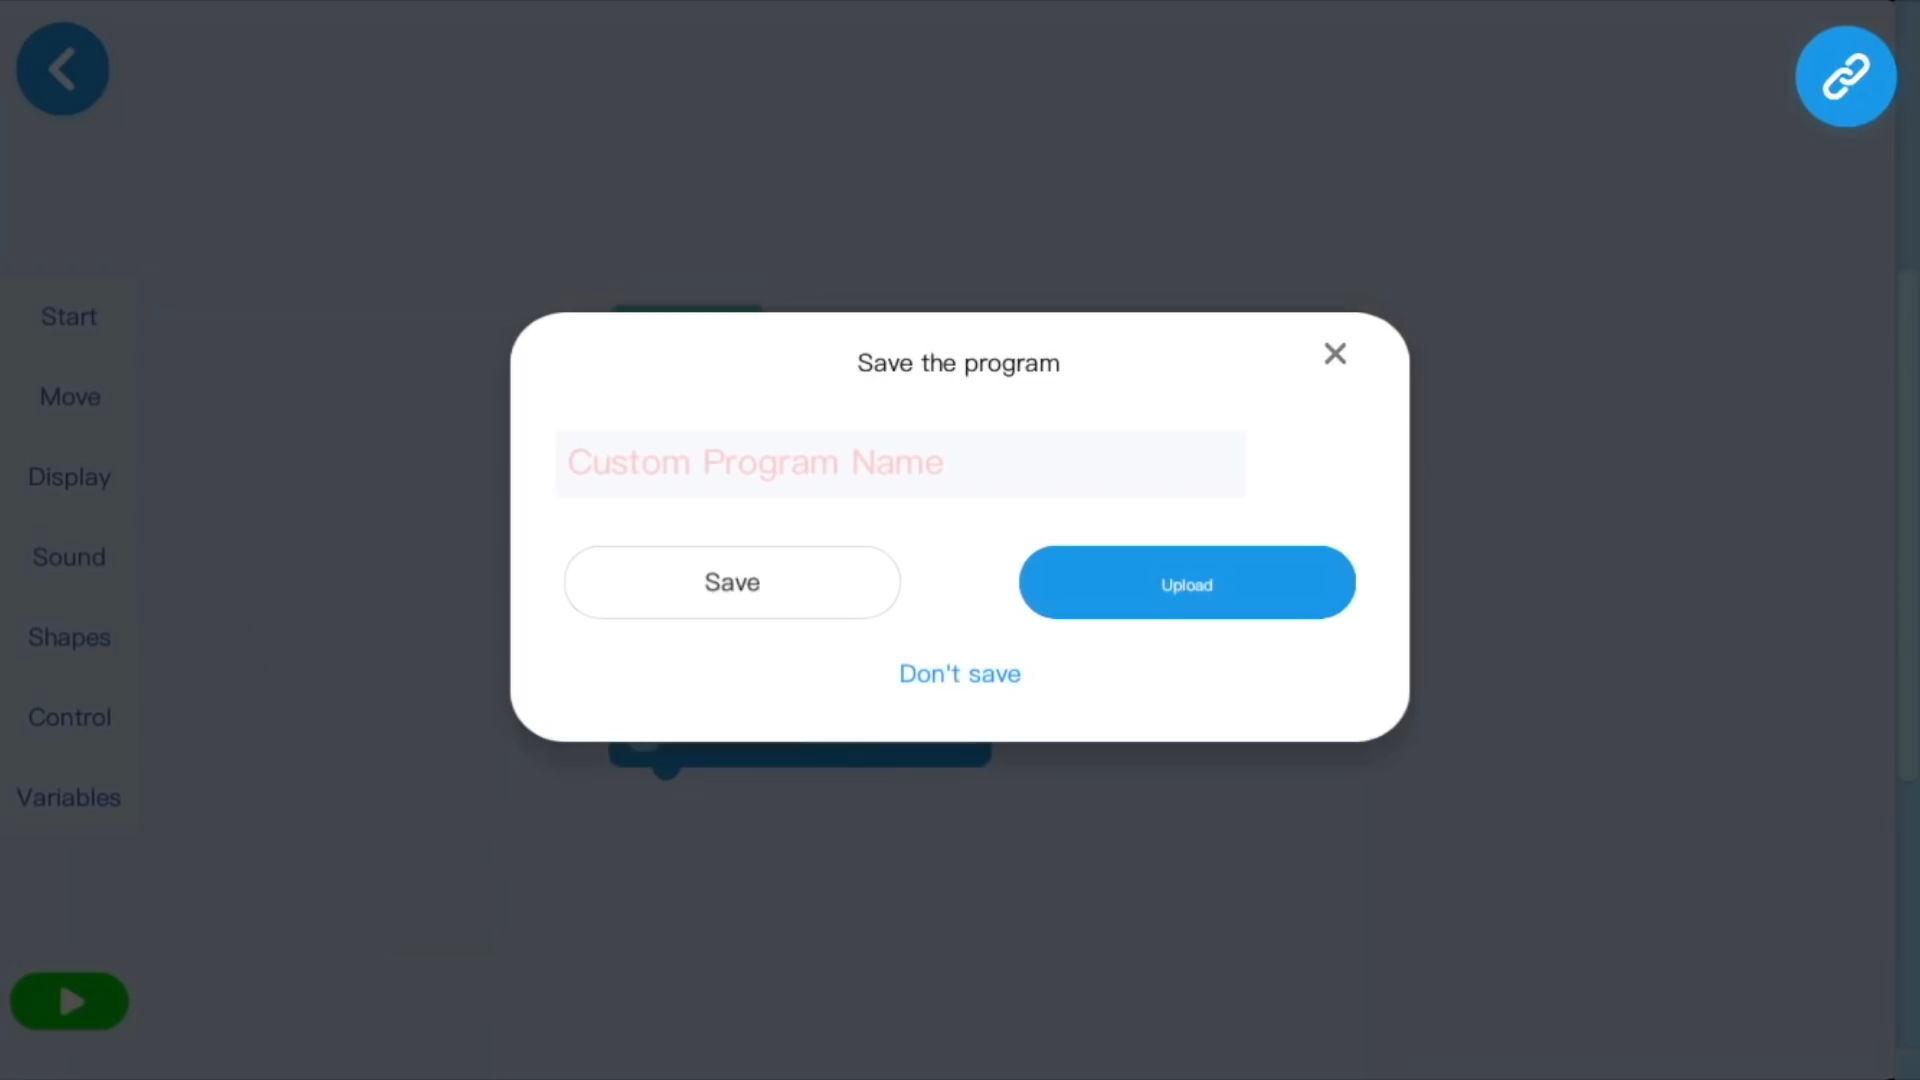 Save the program
Custom Program Name
Save
Upload
Don't save
Start
Move
Display
Sound
Shapes
Control
Variables